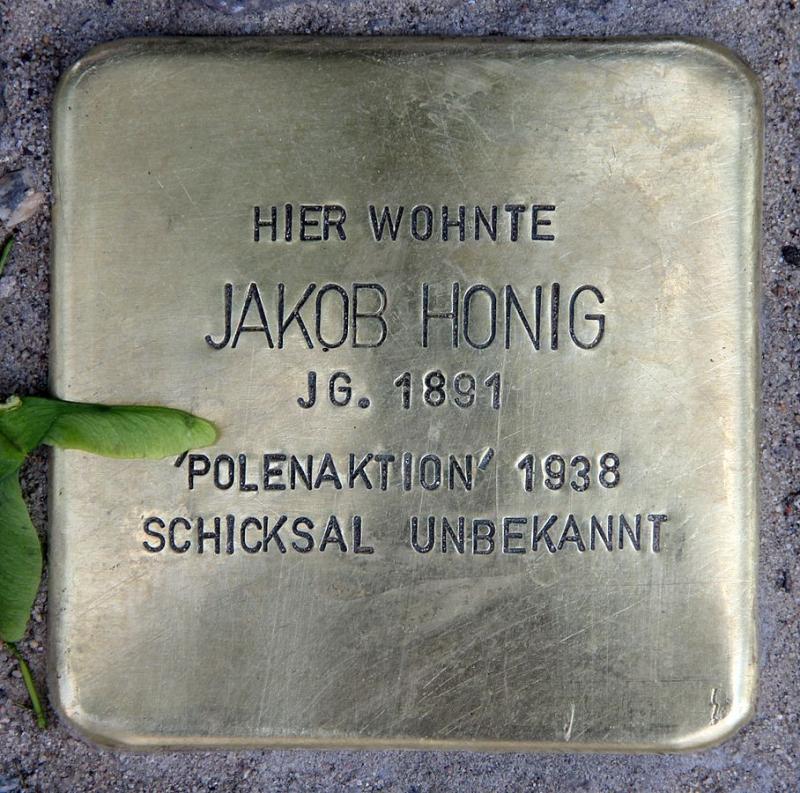 HIER WOHNTE
JAKOB HONIG
JG. 1891
'POLENAKTION' 1938
SCHICKSAL UNBEKANNT